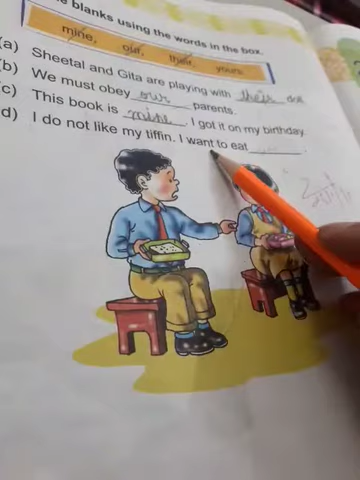 blanks using the words in the box.
mine, our, their, yours
(a) Sheetal and Gita are playing with their doll
(b) We must obey our parents.
(c) This book is mine. I got it on my birthday.
(d) I do not like my tiffin. I want to eat ______.